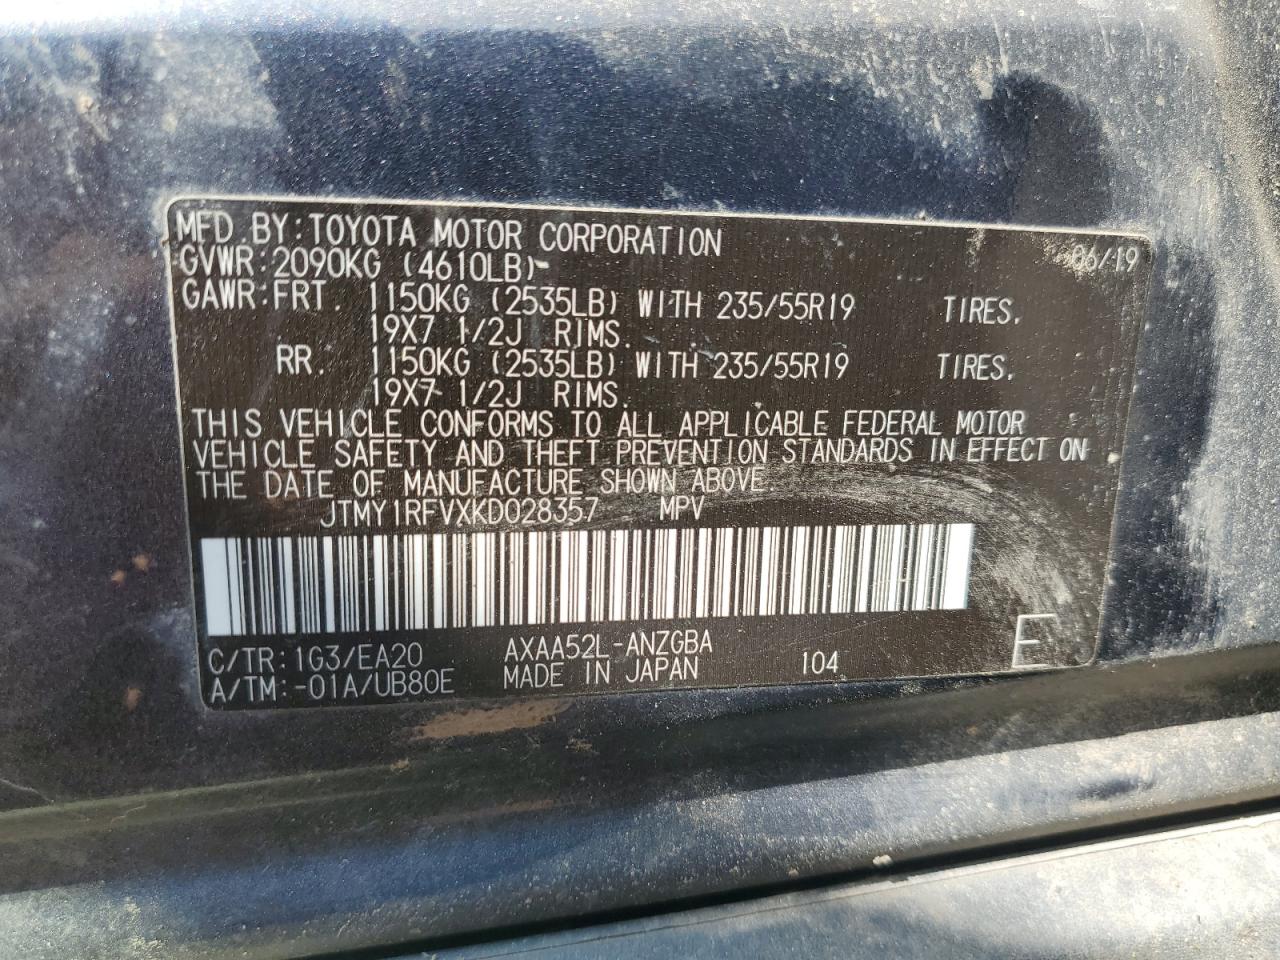 MFD. BY: TOYOTA MOTOR CORPORATION 06/19
GVWR: 2090KG (4610LB)
GAWR: FRT. 1150KG (2535LB) WITH 235/55R19 TIRES.
19X7 1/2J RIMS.
RR. 1150KG (2535LB) WITH 235/55R19 TIRES.
19X7 1/2J RIMS.
THIS VEHICLE CONFORMS TO ALL APPLICABLE FEDERAL MOTOR
VEHICLE SAFETY AND THEFT PREVENTION STANDARDS IN EFFECT ON
THE DATE OF MANUFACTURE SHOWN ABOVE.
JTMY1RFVXKD028357 MPV
C/TR: 1G3/EA20 AXAA52L-ANZGBA
A/TM: -01A/UB80E MADE IN JAPAN 104 E